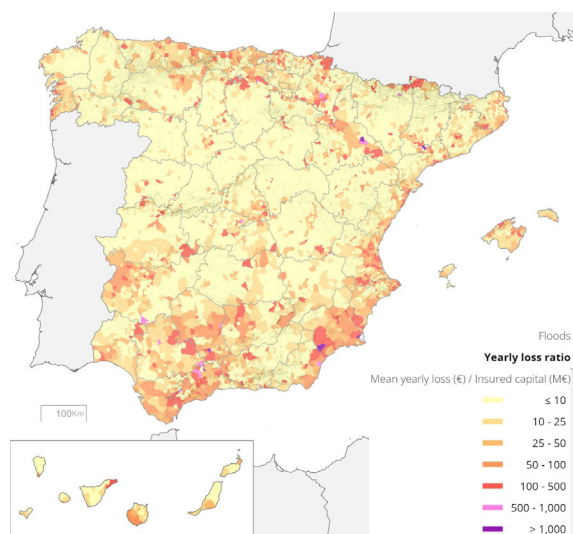 Floods
Yearly loss ratio
Mean yearly loss (€) / Insured capital (M€)
≤ 10
10 - 25
25 - 50
50 - 100
100 - 500
500 - 1,000
> 1,000
100Km